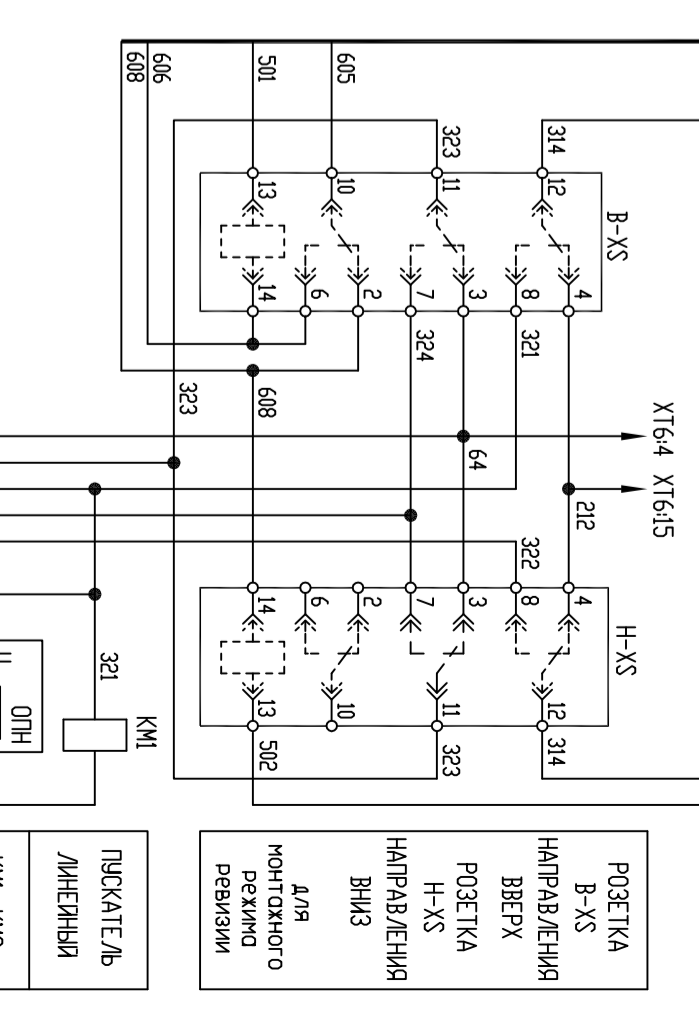 608
606
501
605
323
314
13
10
11
12
B-XS
14
6
2
7
3
8
4
323
608
324
64
321
212
XT6:4
XT6:15
322
14
6
2
7
3
8
4
H-XS
13
10
11
12
502
323
314
321
KM1
ОПН
ПУСКАТЕЛЬ
ЛИНЕЙНЫЙ
РОЗЕТКА
B-XS
НАПРАВЛЕНИЯ
ВВЕРХ
РОЗЕТКА
H-XS
НАПРАВЛЕНИЯ
ВНИЗ
для
монтажного
режима
ревизии